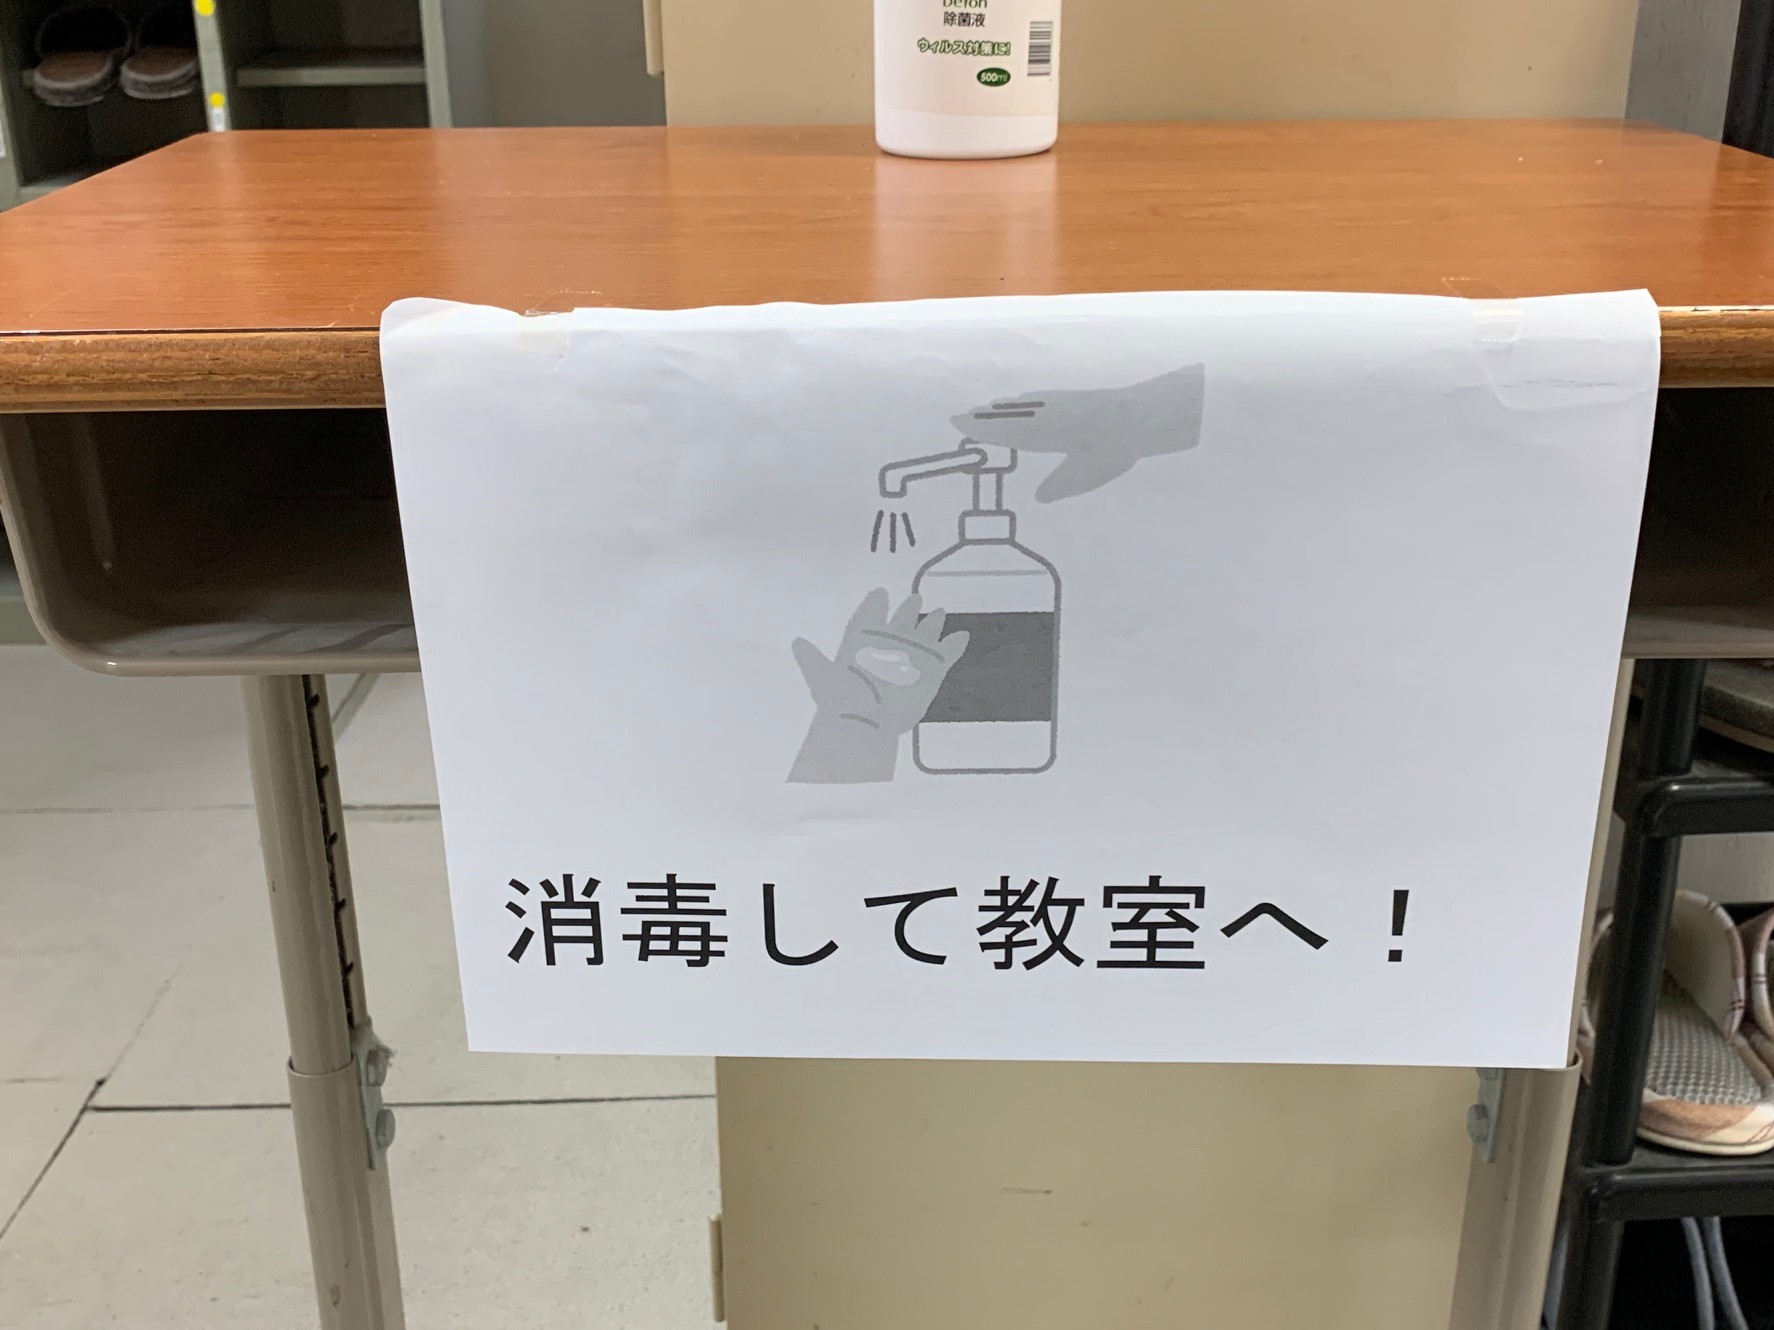 除菌液
ウィルス対策に!
500ml
消毒して教室へ！